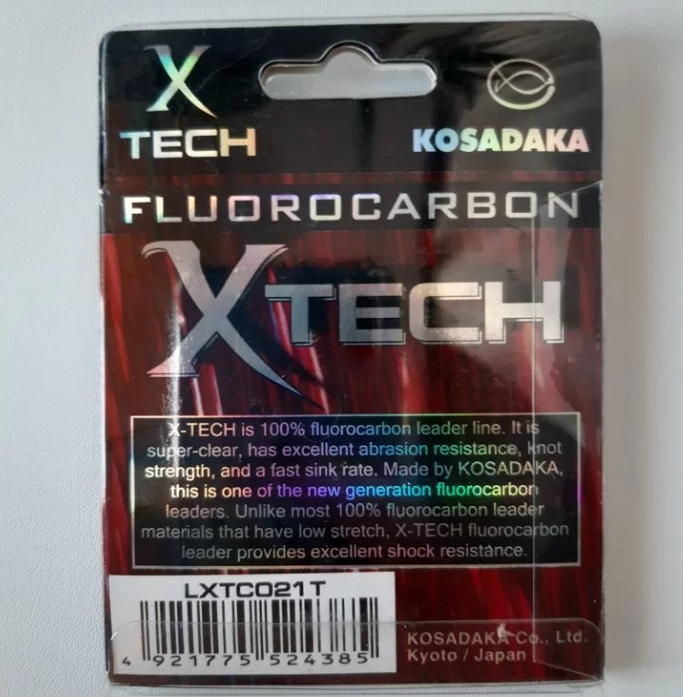 X
TECH
KOSADAKA
FLUOROCARBON
XTECH
X-TECH is 100% fluorocarbon leader line. It is
super-clear, has excellent abrasion resistance, knot
strength, and a fast sink rate. Made by KOSADAKA,
this is one of the new generation fluorocarbon
leaders. Unlike most 100% fluorocarbon leader
materials that have low stretch, X-TECH fluorocarbon
leader provides excellent shock resistance.
LXTC021T
4 921775 524385
KOSADAKA Co., Ltd.
Kyoto / Japan